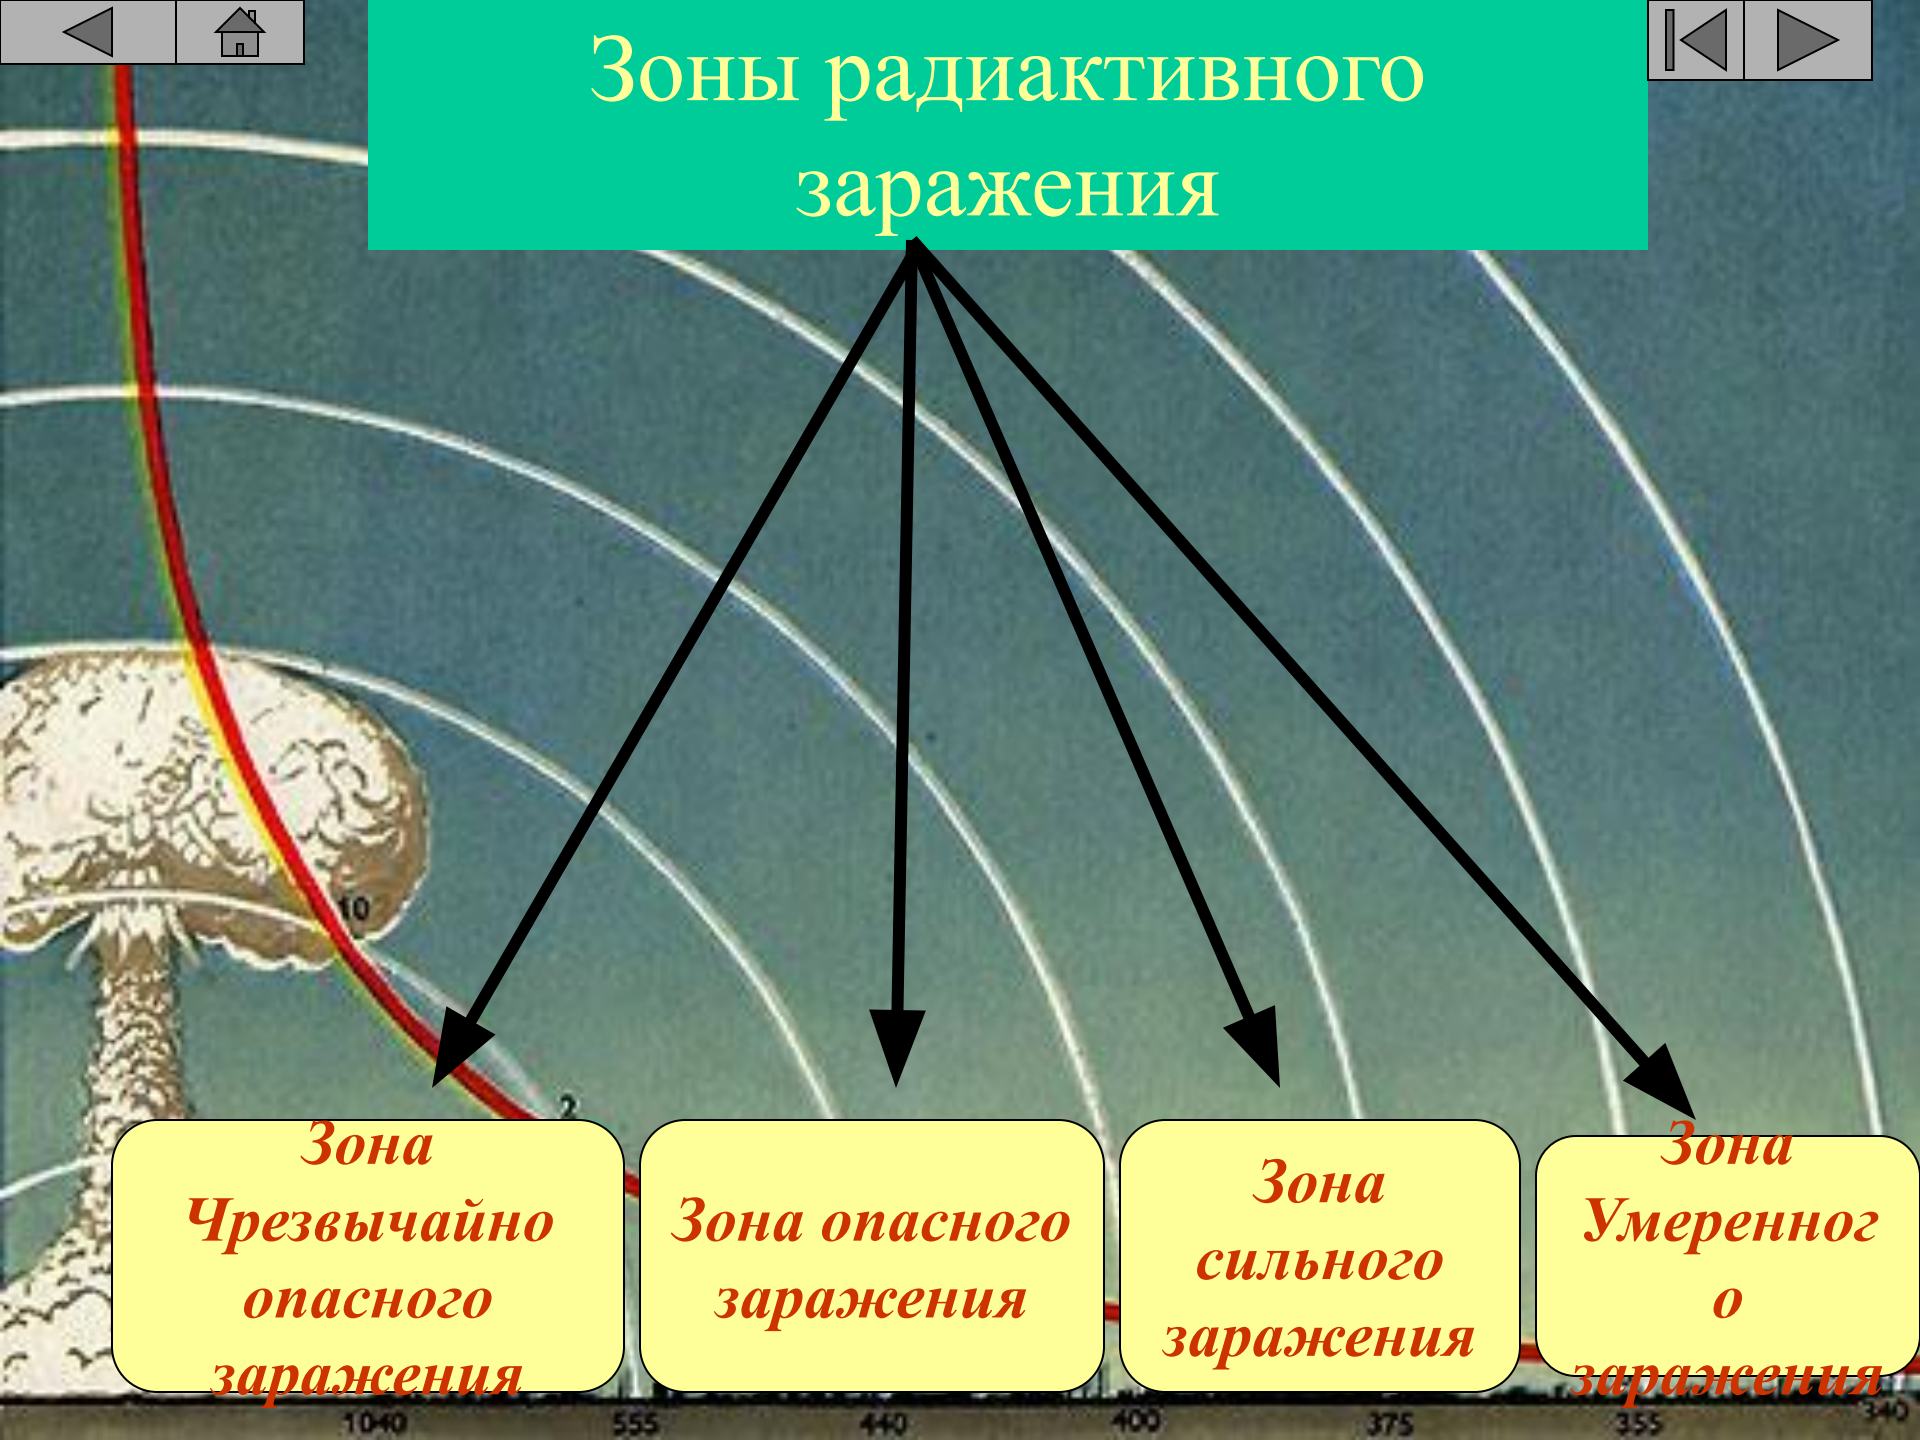 Зоны радиактивного
заражения
10
2
Зона
Чрезвычайно
опасного
заражения
Зона опасного
заражения
Зона
сильного
заражения
Зона
Умеренног
о
заражения
1040 555 440 400 375 355 340